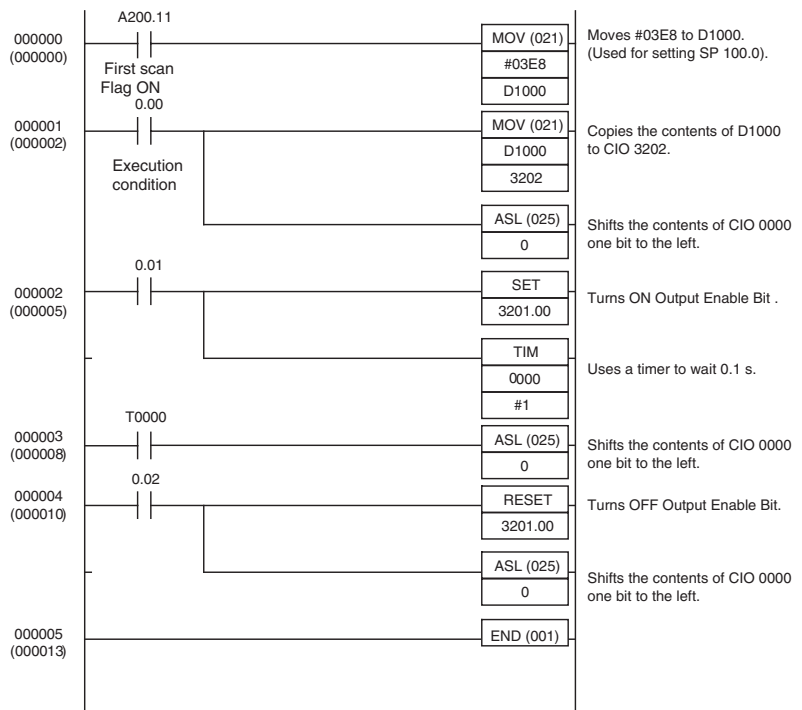 A200.11
000000
(000000)
First scan
Flag ON
MOV (021)
#03E8
D1000
Moves #03E8 to D1000.
(Used for setting SP 100.0).
0.00
000001
(000002)
Execution
condition
MOV (021)
D1000
3202
Copies the contents of D1000
to CIO 3202.
ASL (025)
0
Shifts the contents of CIO 0000
one bit to the left.
0.01
000002
(000005)
SET
3201.00
Turns ON Output Enable Bit .
TIM
0000
#1
Uses a timer to wait 0.1 s.
T0000
000003
(000008)
ASL (025)
0
Shifts the contents of CIO 0000
one bit to the left.
0.02
000004
(000010)
RESET
3201.00
Turns OFF Output Enable Bit.
ASL (025)
0
Shifts the contents of CIO 0000
one bit to the left.
000005
(000013)
END (001)